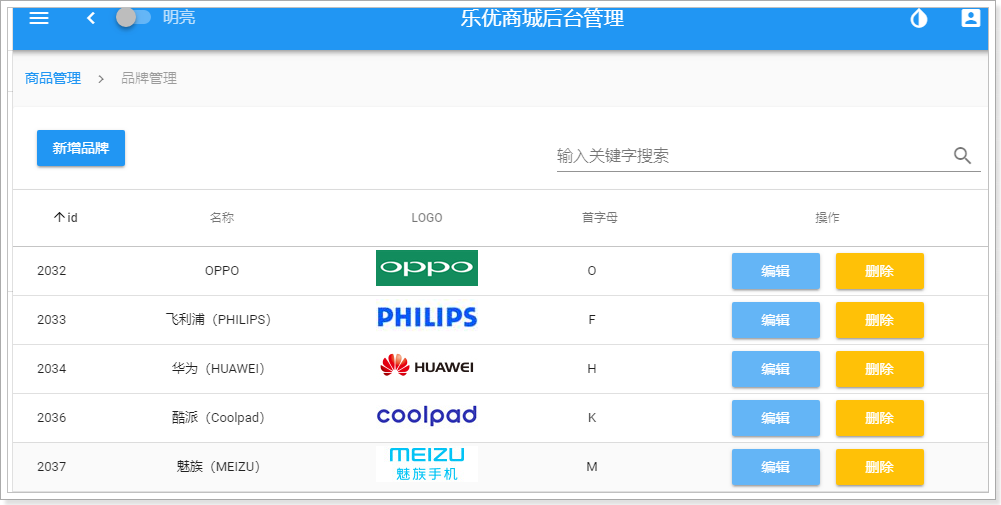 明亮
乐优商城后台管理
商品管理 > 品牌管理
新增品牌
输入关键字搜索
id 名称 LOGO 首字母 操作
2032 OPPO oppo O 编辑 删除
2033 飞利浦（PHILIPS） PHILIPS F 编辑 删除
2034 华为（HUAWEI） HUAWEI H 编辑 删除
2036 酷派（Coolpad） coolpad K 编辑 删除
2037 魅族（MEIZU） MEIZU 魅族手机 M 编辑 删除